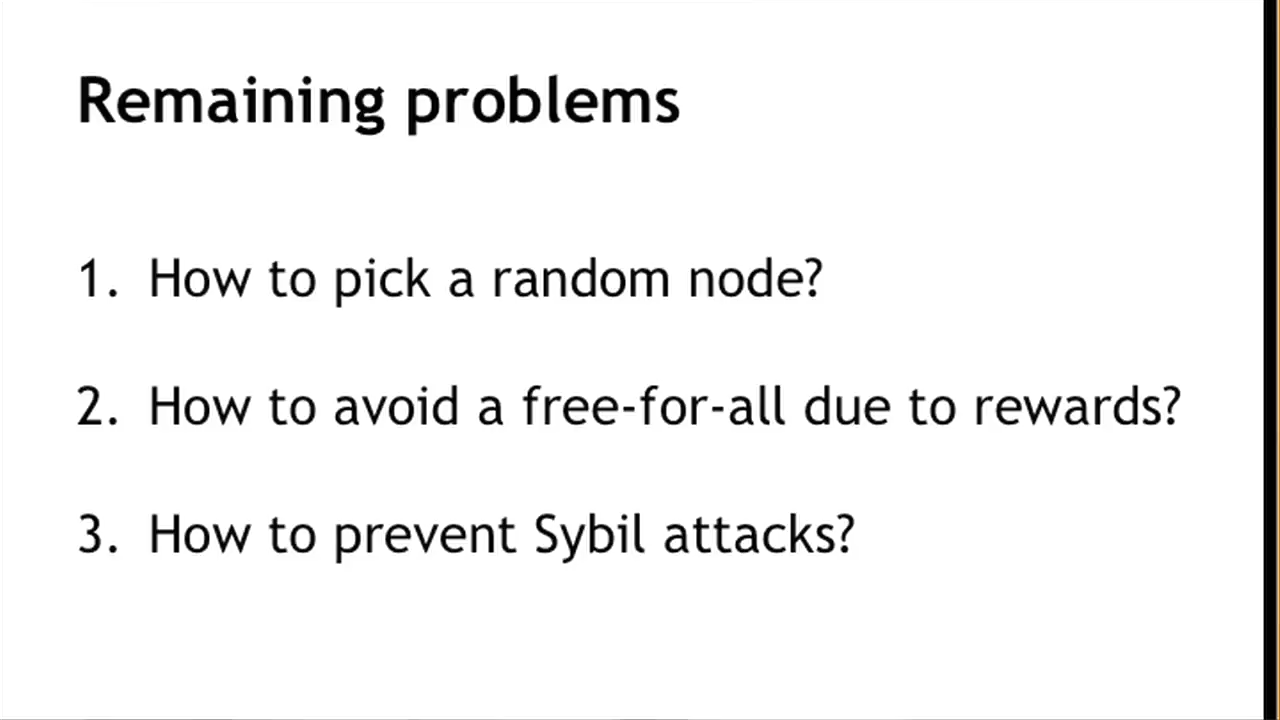 Remaining problems
1. How to pick a random node?
2. How to avoid a free-for-all due to rewards?
3. How to prevent Sybil attacks?